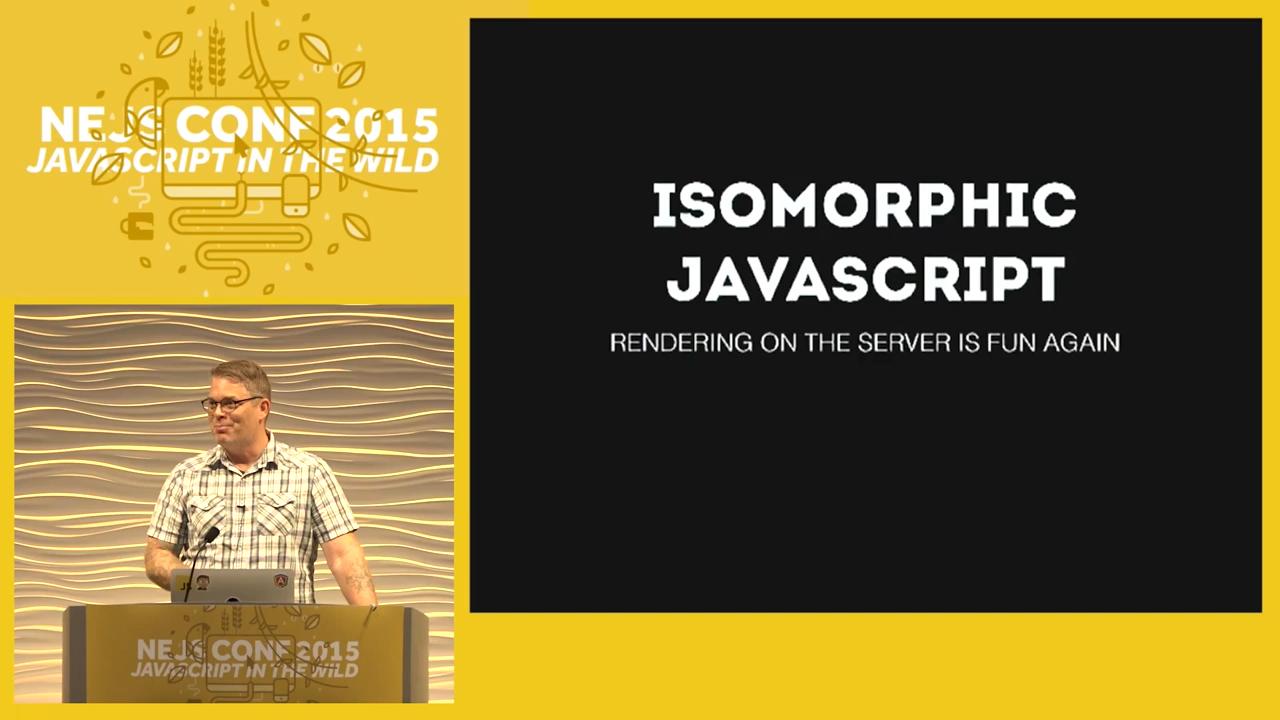 NEJS CONF 2015
JAVASCRIPT IN THE WILD
ISOMORPHIC
JAVASCRIPT
RENDERING ON THE SERVER IS FUN AGAIN
JS
A
NEJS CONF 2015
JAVASCRIPT IN THE WILD